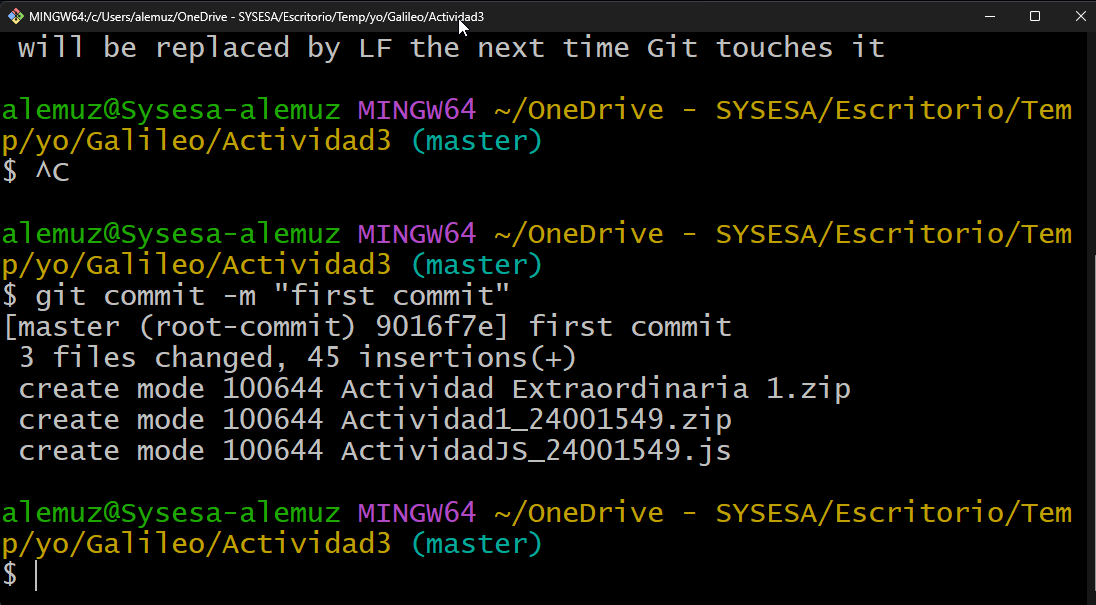 MINGW64:/c/Users/alemuz/OneDrive - SYSESA/Escritorio/Temp/yo/Galileo/Actividad3
will be replaced by LF the next time Git touches it
alemuz@Sysesa-alemuz MINGW64 ~/OneDrive - SYSESA/Escritorio/Tem
p/yo/Galileo/Actividad3 (master)
$ ^C
alemuz@Sysesa-alemuz MINGW64 ~/OneDrive - SYSESA/Escritorio/Tem
p/yo/Galileo/Actividad3 (master)
$ git commit -m "first commit"
[master (root-commit) 9016f7e] first commit
3 files changed, 45 insertions(+)
create mode 100644 Actividad Extraordinaria 1.zip
create mode 100644 Actividad1_24001549.zip
create mode 100644 ActividadJS_24001549.js
alemuz@Sysesa-alemuz MINGW64 ~/OneDrive - SYSESA/Escritorio/Tem
p/yo/Galileo/Actividad3 (master)
$